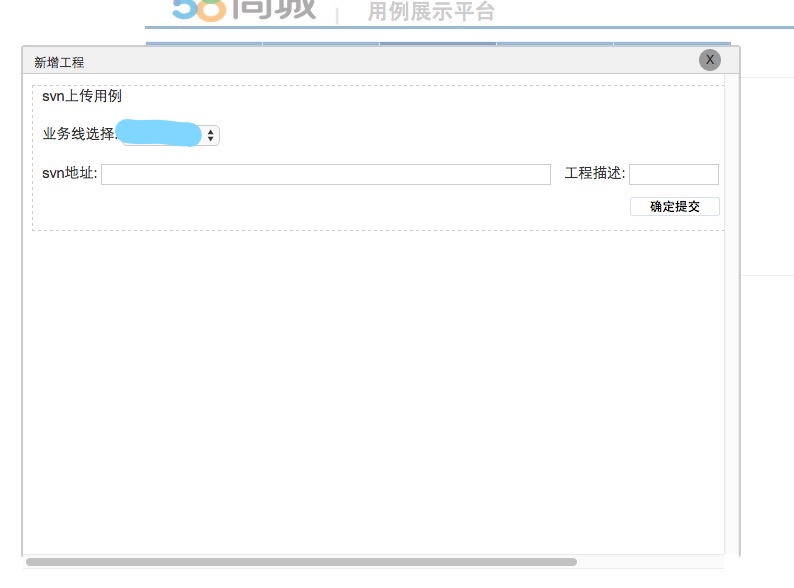 58同城 | 用例展示平台
新增工程 X
svn上传用例
业务线选择:
svn地址: 工程描述:
确定提交